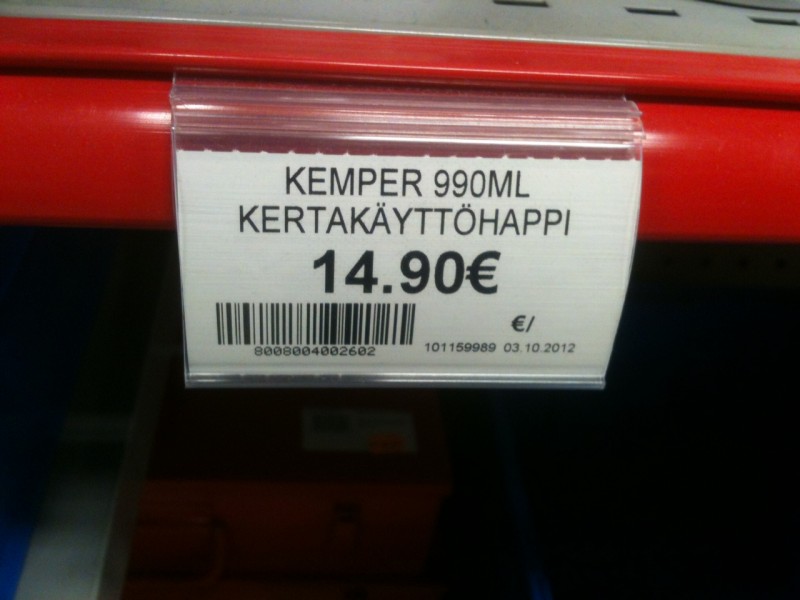 KEMPER 990ML
KERTAKÄYTTÖHAPPI
14.90€
€/
8008004002602
101159989 03.10.2012